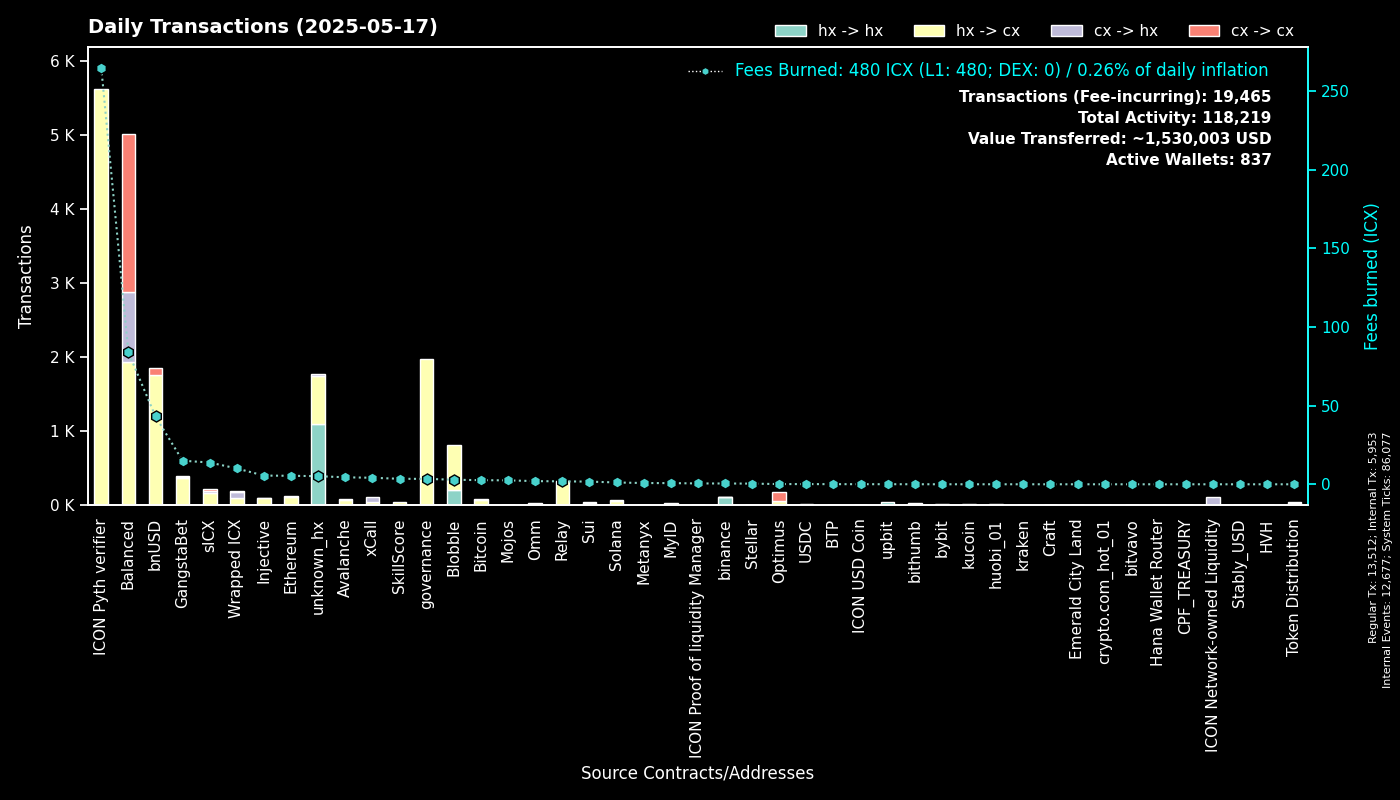 Daily Transactions (2025-05-17)
hx -> hx
hx -> cx
cx -> hx
cx -> cx
Fees Burned: 480 ICX (L1: 480; DEX: 0) / 0.26% of daily inflation
Transactions (Fee-incurring): 19,465
Total Activity: 118,219
Value Transferred: ~1,530,003 USD
Active Wallets: 837
Transactions
6 K
5 K
4 K
3 K
2 K
1 K
0 K
250
200
150
100
50
0
Fees burned (ICX)
Regular Tx: 13,512; Internal Tx: 5,953
Internal Events: 12,677; System Ticks: 86,077
ICON Pyth verifier
Balanced
bnUSD
GangstaBet
sICX
Wrapped ICX
Injective
Ethereum
unknown_hx
Avalanche
xCall
SkillScore
governance
Blobble
Bitcoin
Mojos
Omm
Relay
Sui
Solana
Metanyx
MyID
ICON Proof of liquidity Manager
binance
Stellar
Optimus
USDC
BTP
ICON USD Coin
upbit
bithumb
bybit
kucoin
huobi_01
kraken
Craft
Emerald City Land
crypto.com_hot_01
bitvavo
Hana Wallet Router
CPF_TREASURY
ICON Network-owned Liquidity
Stably_USD
HVH
Token Distribution
Source Contracts/Addresses